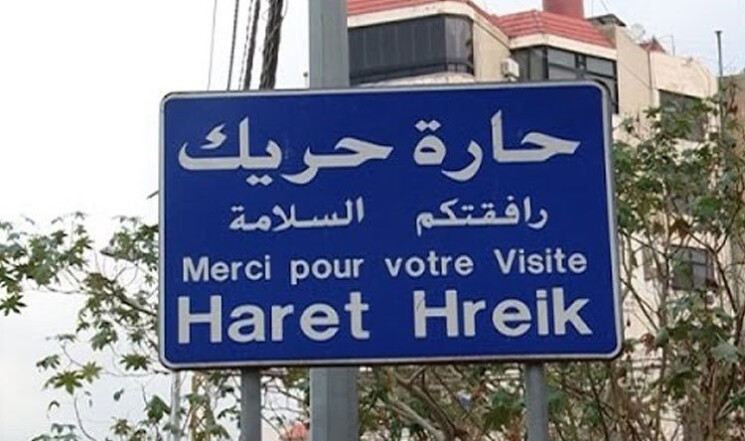 حارة حريك
رافقتكم السلامة
Merci pour votre Visite
Haret Hreik